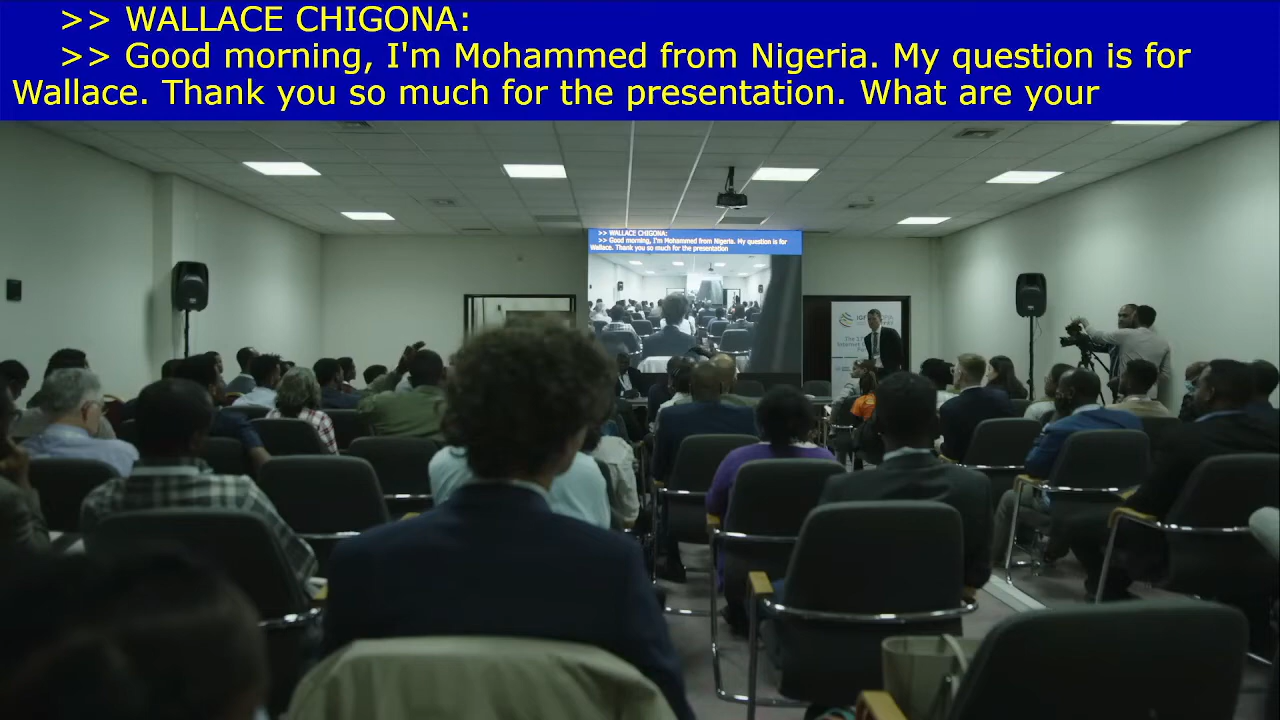 >> WALLACE CHIGONA:
>> Good morning, I'm Mohammed from Nigeria. My question is for
Wallace. Thank you so much for the presentation. What are your
>> WALLACE CHIGONA:
>> Good morning, I'm Mohammed from Nigeria. My question is for
Wallace. Thank you so much for the presentation